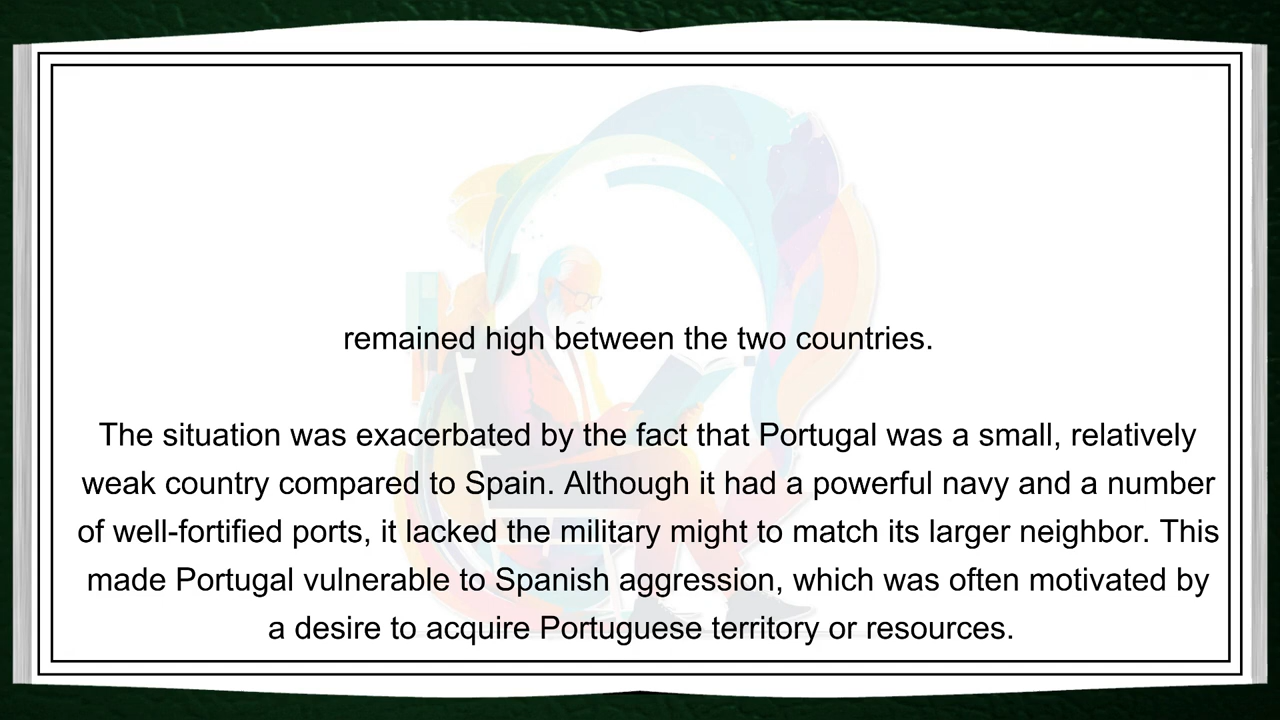 remained high between the two countries.
The situation was exacerbated by the fact that Portugal was a small, relatively
weak country compared to Spain. Although it had a powerful navy and a number
of well-fortified ports, it lacked the military might to match its larger neighbor. This
made Portugal vulnerable to Spanish aggression, which was often motivated by
a desire to acquire Portuguese territory or resources.